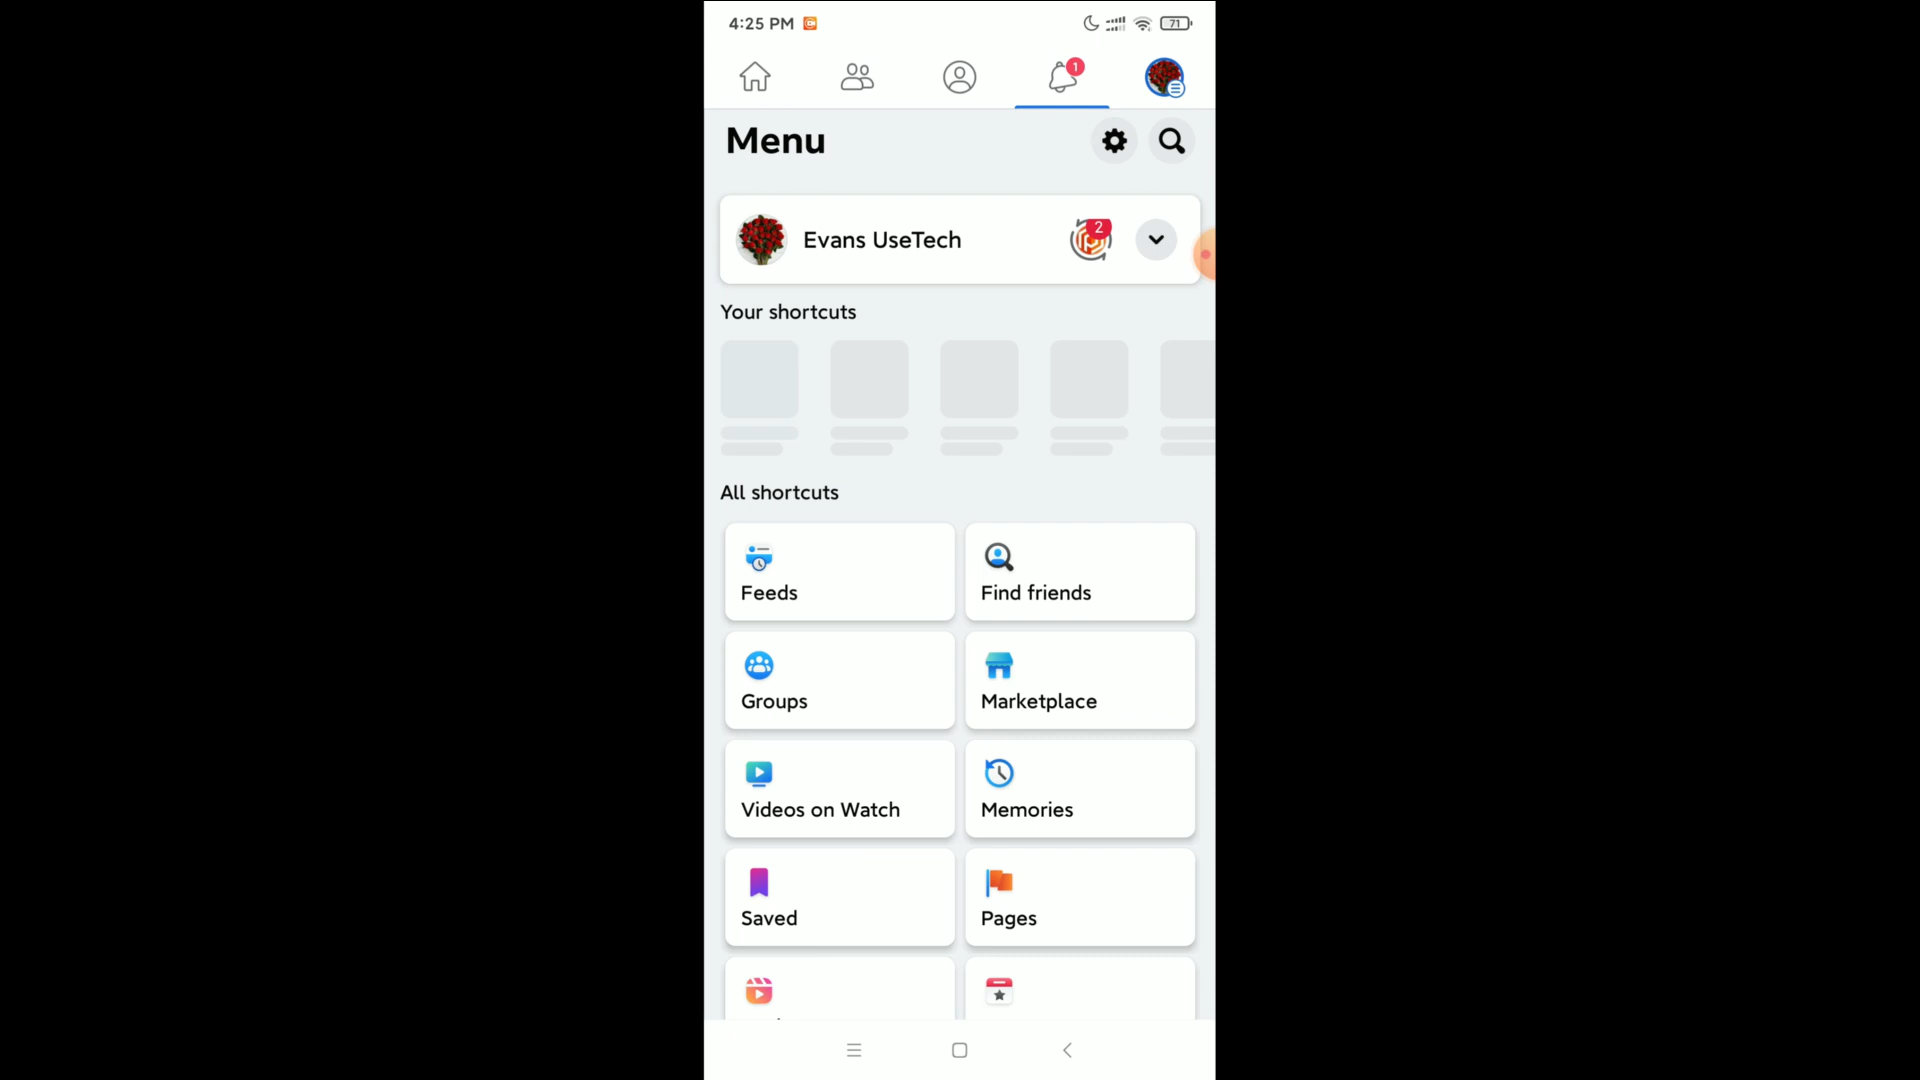 4:25 PM
71
1
Menu
Evans UseTech
2
Your shortcuts
All shortcuts
Feeds
Find friends
Groups
Marketplace
Videos on Watch
Memories
Saved
Pages